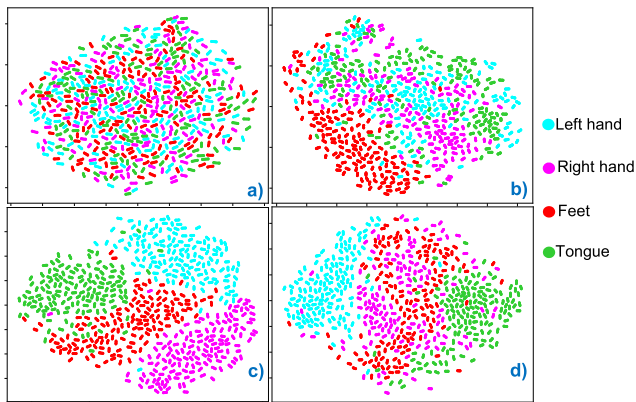 a)
b)
c)
d)
Left hand
Right hand
Feet
Tongue